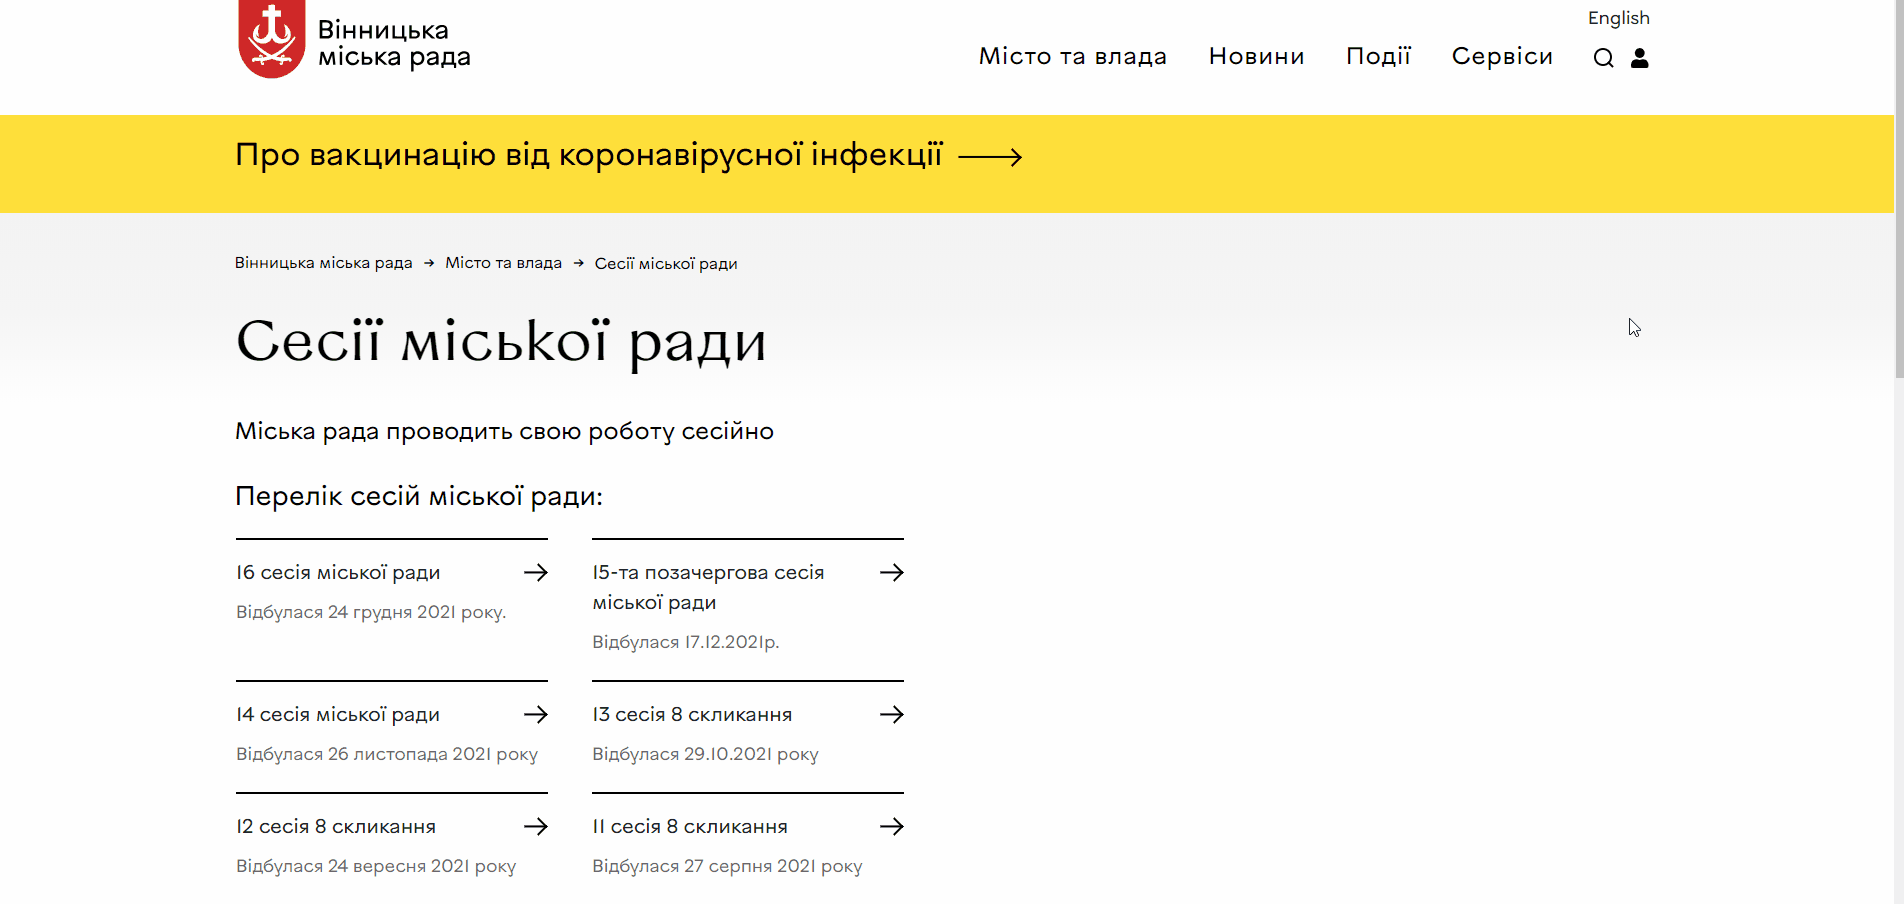 Вінницька
міська рада
English
Місто та влада Новини Події Сервіси
Про вакцинацію від коронавірусної інфекції
Вінницька міська рада → Місто та влада → Сесії міської ради
Сесії міської ради
Міська рада проводить свою роботу сесійно
Перелік сесій міської ради:
16 сесія міської ради
Відбулася 24 грудня 2021 року.
15-та позачергова сесія
міської ради
Відбулася 17.12.2021р.
14 сесія міської ради
Відбулася 26 листопада 2021 року
13 сесія 8 скликання
Відбулася 29.10.2021 року
12 сесія 8 скликання
Відбулася 24 вересня 2021 року
11 сесія 8 скликання
Відбулася 27 серпня 2021 року